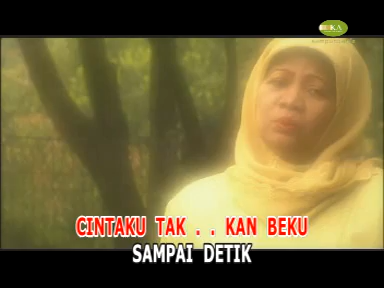 CINTAKU TAK . . KAN BEKU
SAMPAI DETIK